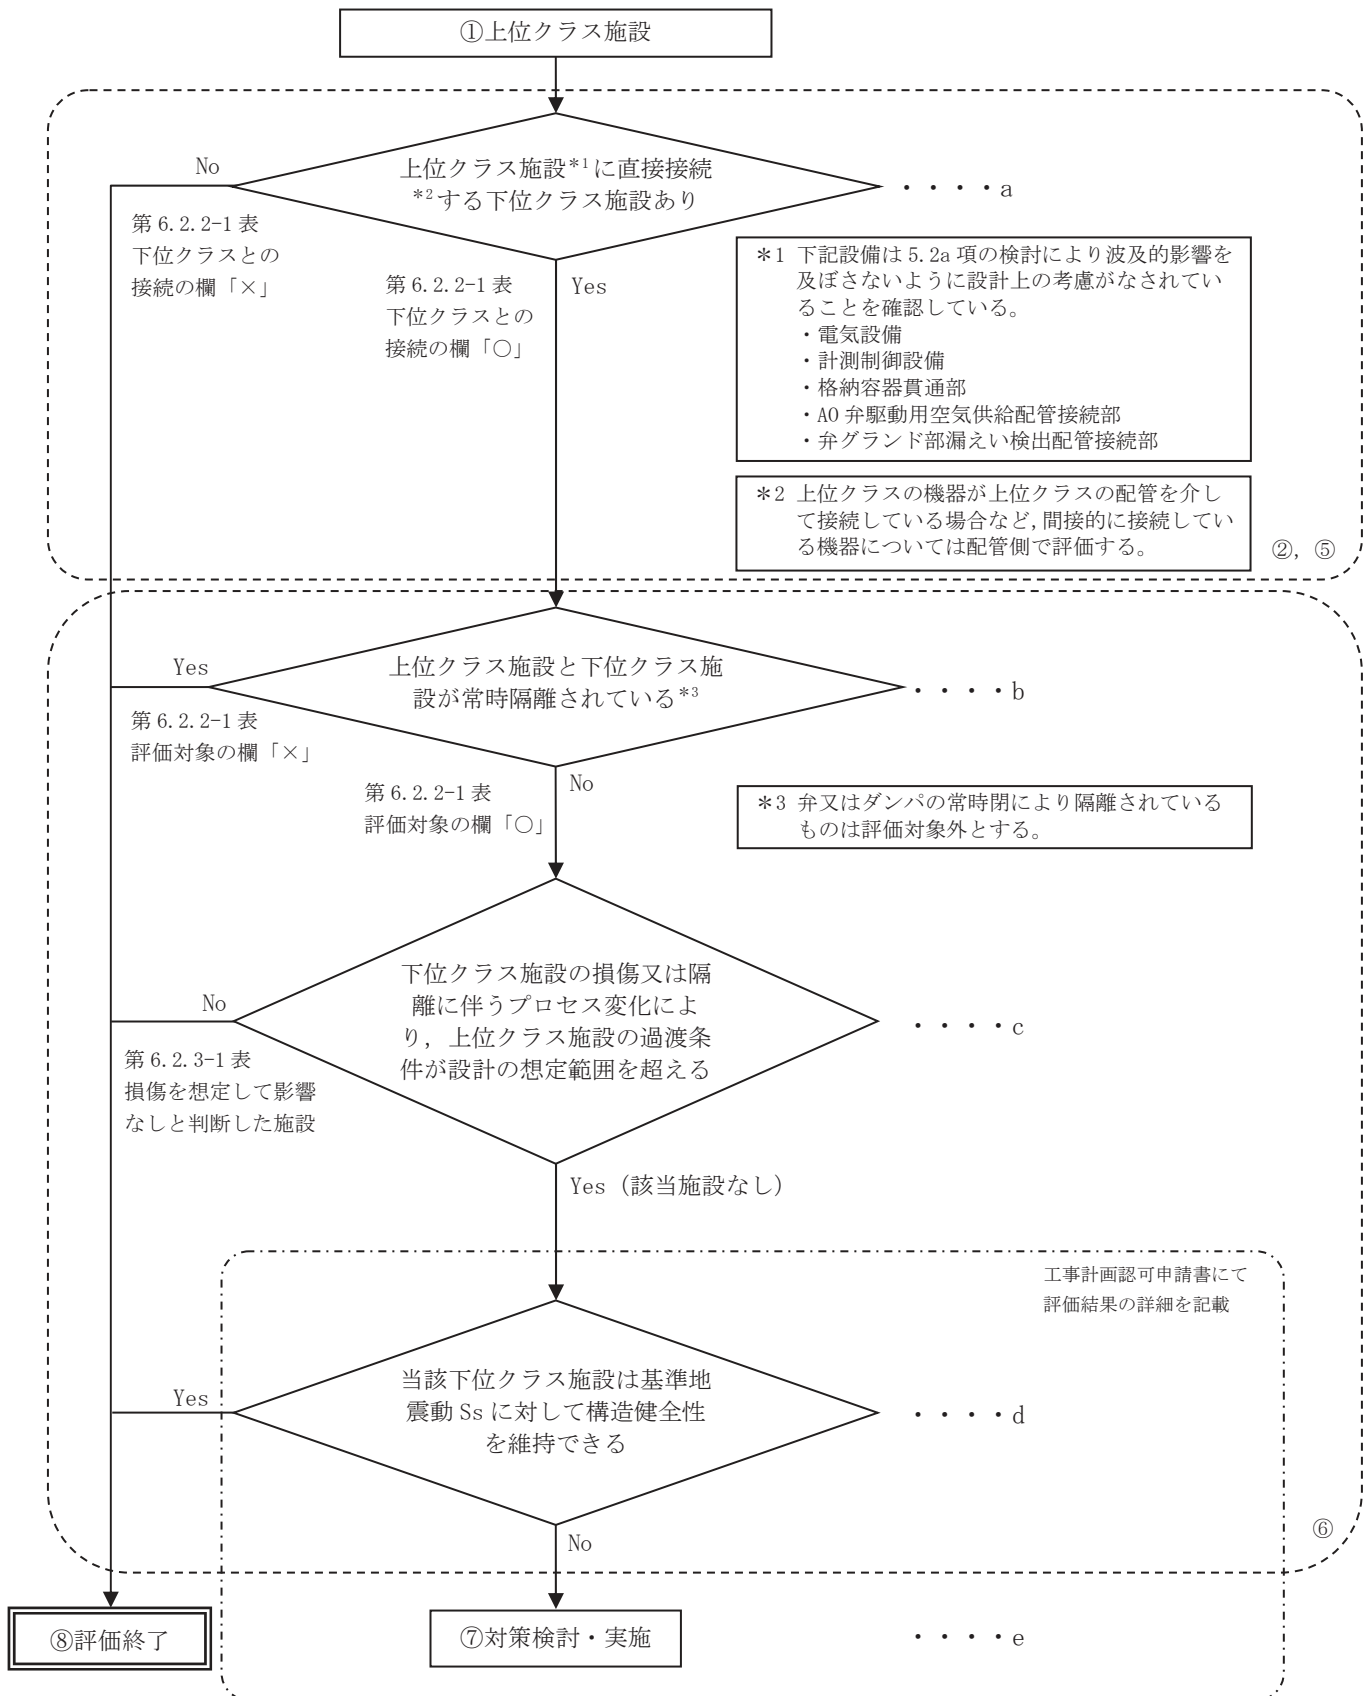 ①上位クラス施設
上位クラス施設*1に直接接続
*2する下位クラス施設あり
・・・・a
No
第 6.2.2-1 表
下位クラスとの
接続の欄「×」
第 6.2.2-1 表
下位クラスとの
接続の欄「○」
Yes
＊1 下記設備は 5.2a 項の検討により波及的影響を
及ぼさないように設計上の考慮がなされてい
ることを確認している。
・電気設備
・計測制御設備
・格納容器貫通部
・AO 弁駆動用空気供給配管接続部
・弁グランド部漏えい検出配管接続部
＊2 上位クラスの機器が上位クラスの配管を介し
て接続している場合など,間接的に接続してい
る機器については配管側で評価する。
②, ⑤
上位クラス施設と下位クラス施
設が常時隔離されている*3
・・・・b
Yes
第 6.2.2-1 表
評価対象の欄「×」
No
第 6.2.2-1 表
評価対象の欄「○」
＊3 弁又はダンパの常時閉により隔離されている
ものは評価対象外とする。
下位クラス施設の損傷又は隔
離に伴うプロセス変化によ
り，上位クラス施設の過渡条
件が設計の想定範囲を超える
・・・・c
No
第 6.2.3-1 表
損傷を想定して影響
なしと判断した施設
Yes（該当施設なし）
工事計画認可申請書にて
評価結果の詳細を記載
当該下位クラス施設は基準地
震動 Ss に対して構造健全性
を維持できる
・・・・d
Yes
No
⑥
⑧評価終了
⑦対策検討・実施
・・・・e